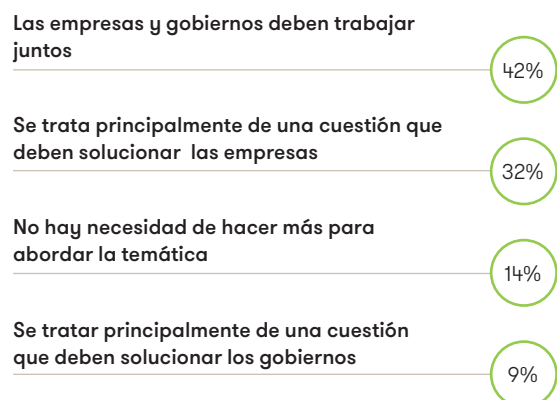 Las empresas y gobiernos deben trabajar
juntos
42%
Se trata principalmente de una cuestión que
deben solucionar las empresas
32%
No hay necesidad de hacer más para
abordar la temática
14%
Se tratar principalmente de una cuestión
que deben solucionar los gobiernos
9%